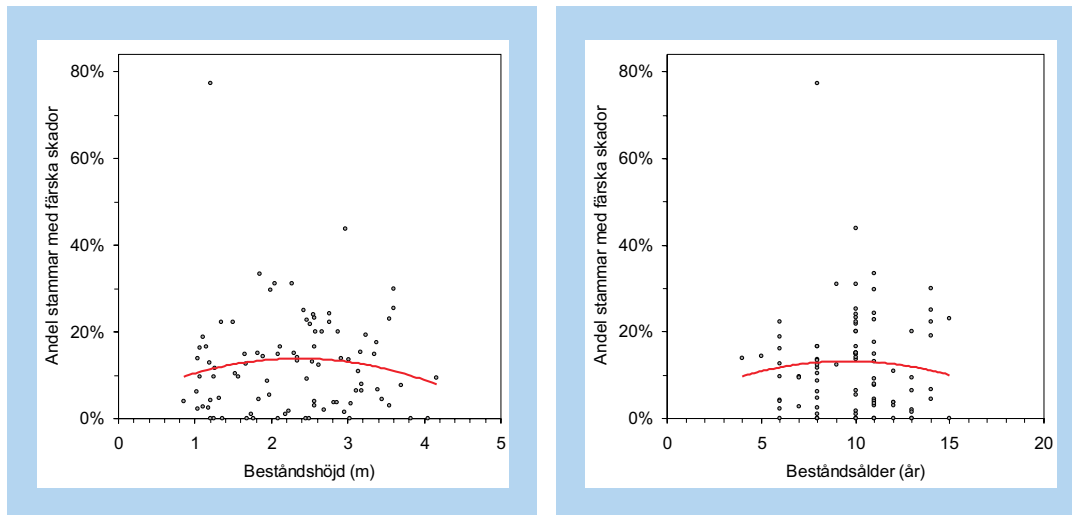 Andel stammar med färska skador
80%
60%
40%
20%
0%
0 1 2 3 4 5
Beståndshöjd (m)
Andel stammar med färska skador
80%
60%
40%
20%
0%
0 5 10 15 20
Beståndsålder (år)